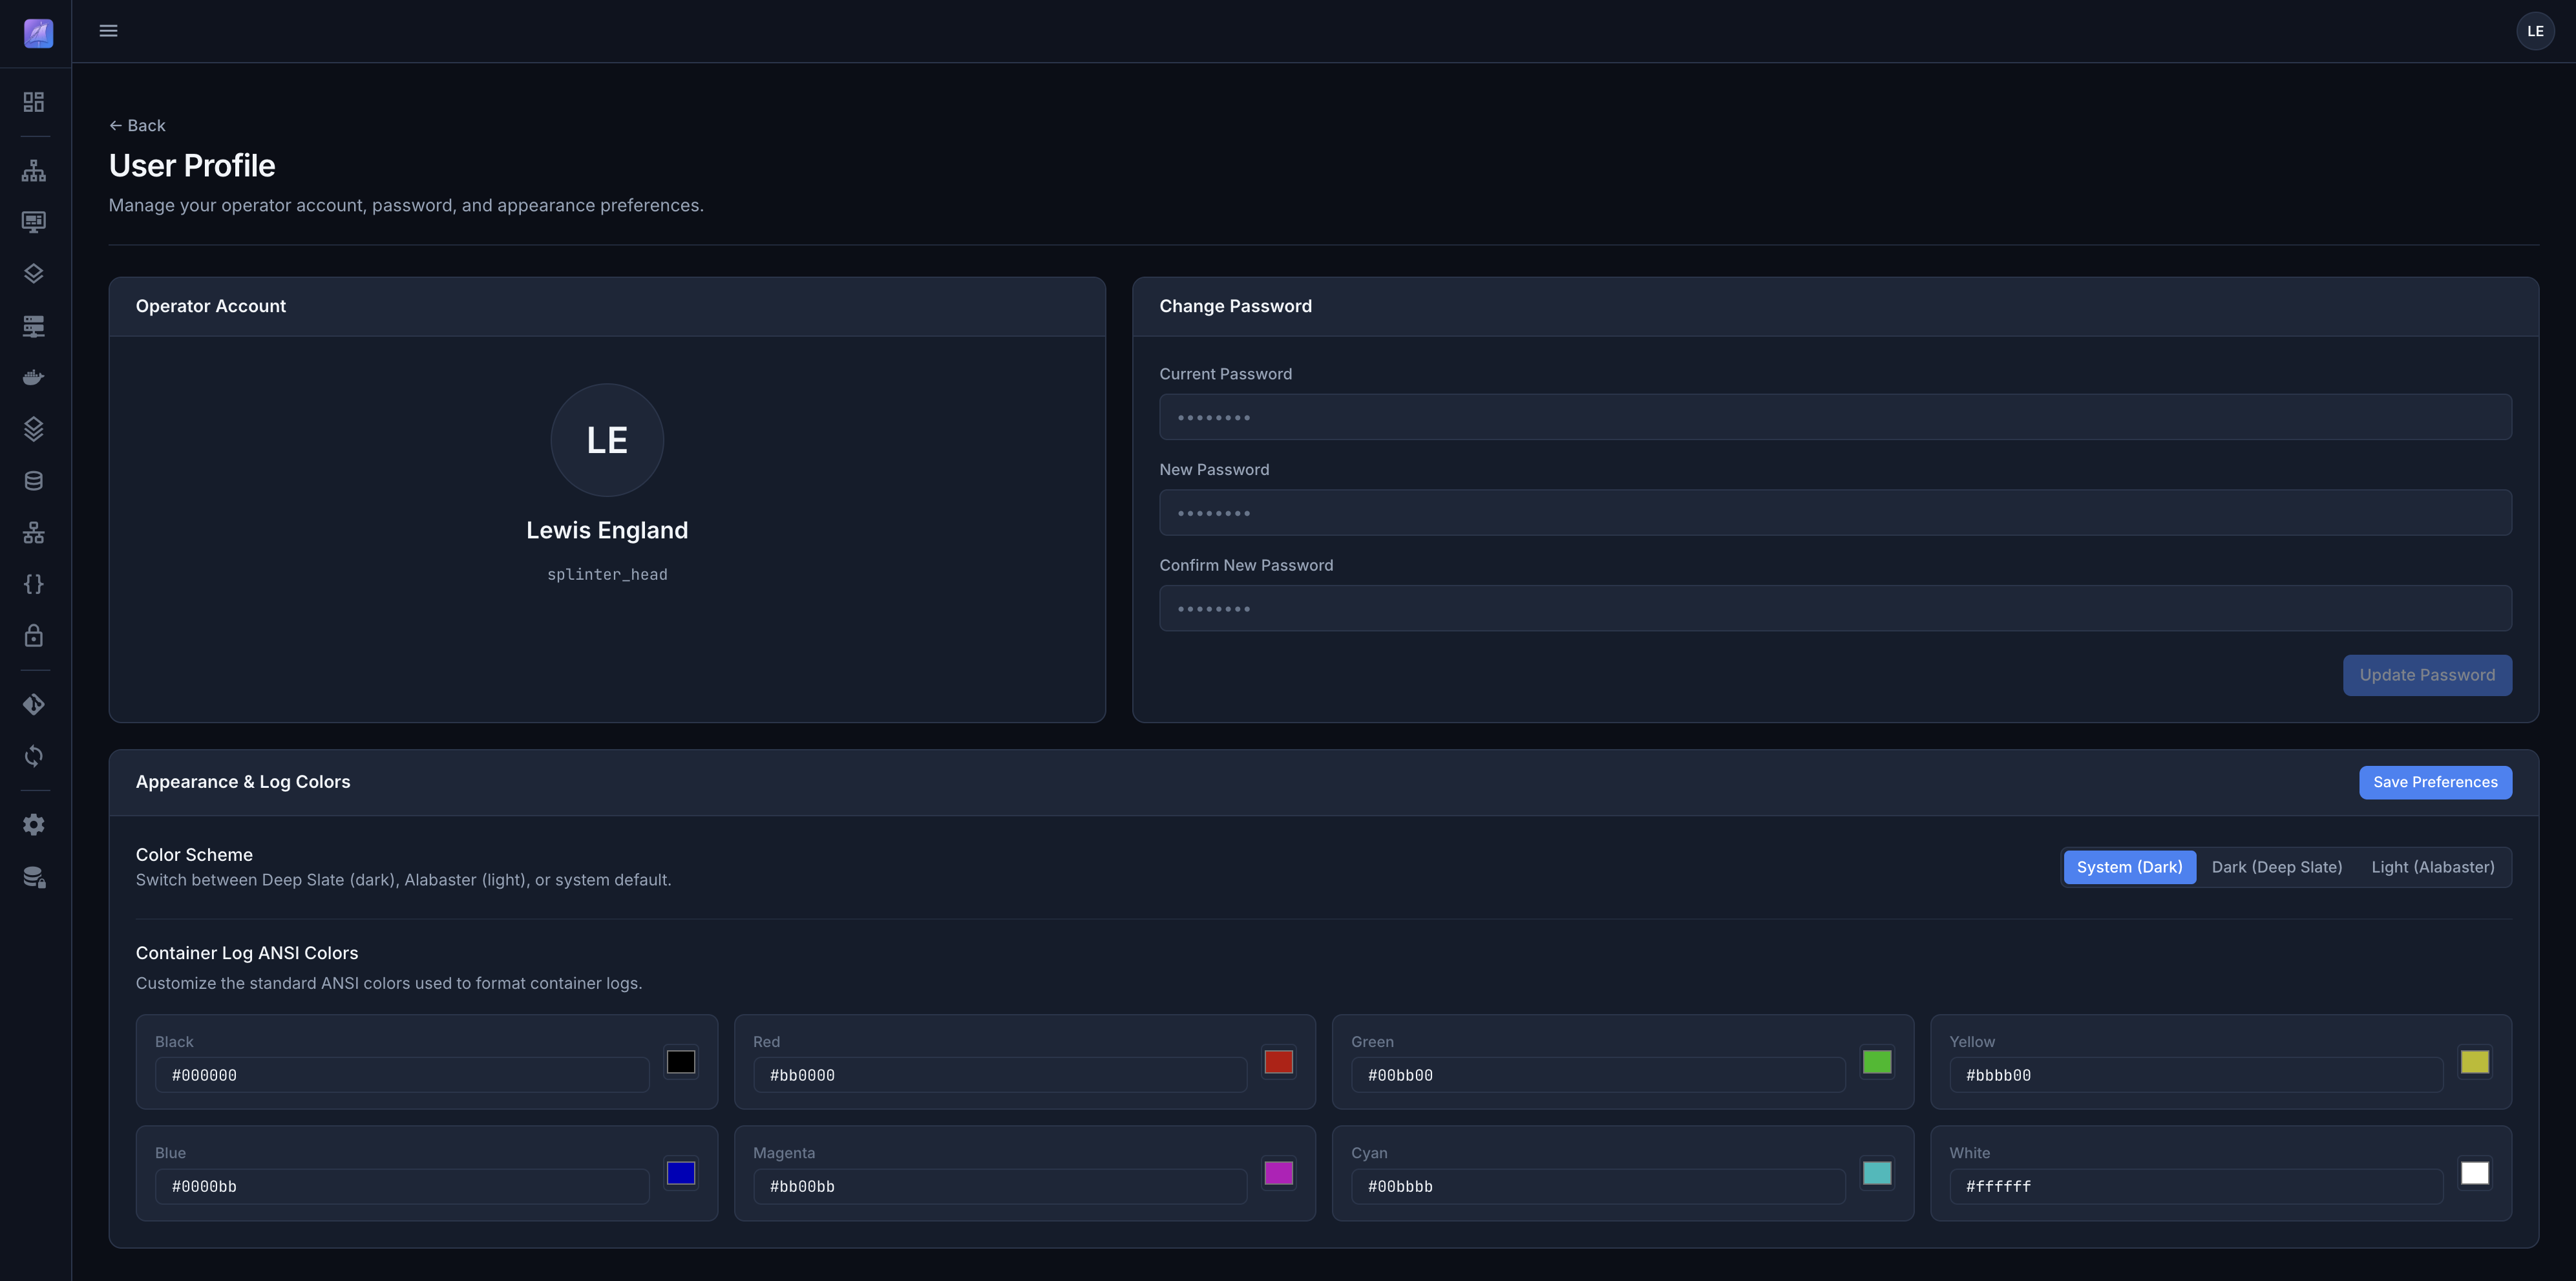 LE
← Back
User Profile
Manage your operator account, password, and appearance preferences.
Operator Account
LE
Lewis England
splinter_head
Change Password
Current Password
••••••••
New Password
••••••••
Confirm New Password
••••••••
Update Password
Appearance & Log Colors
Save Preferences
Color Scheme
Switch between Deep Slate (dark), Alabaster (light), or system default.
System (Dark) Dark (Deep Slate) Light (Alabaster)
Container Log ANSI Colors
Customize the standard ANSI colors used to format container logs.
Black
#000000
Red
#bb0000
Green
#00bb00
Yellow
#bbbb00
Blue
#0000bb
Magenta
#bb00bb
Cyan
#00bbbb
White
#ffffff